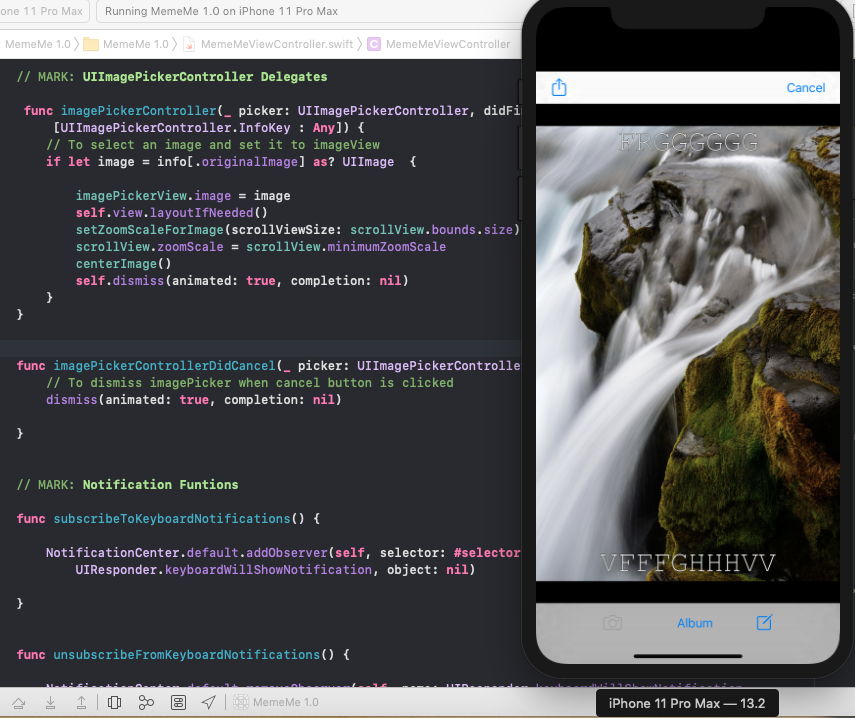 one 11 Pro Max
Running MemeMe 1.0 on iPhone 11 Pro Max
MemeMe 1.0 MemeMe 1.0 MemeMeViewController.swift C MemeMeViewController
// MARK: UIImagePickerController Delegates
func imagePickerController(_ picker: UIImagePickerController, didFi
[UIImagePickerController.InfoKey : Any]) {
// To select an image and set it to imageView
if let image = info[.originalImage] as? UIImage {
imagePickerView.image = image
self.view.layoutIfNeeded()
setZoomScaleForImage(scrollViewSize: scrollView.bounds.size)
scrollView.zoomScale = scrollView.minimumZoomScale
centerImage()
self.dismiss(animated: true, completion: nil)
}
}
func imagePickerControllerDidCancel(_ picker: UIImagePickerControlle
// To dismiss imagePicker when cancel button is clicked
dismiss(animated: true, completion: nil)
}
// MARK: Notification Funtions
func subscribeToKeyboardNotifications() {
NotificationCenter.default.addObserver(self, selector: #selector
UIResponder.keyboardWillShowNotification, object: nil)
}
func unsubscribeFromKeyboardNotifications() {
MemeMe 1.0
Cancel
FRGGGGGG
VFFFGHHHVV
Album
iPhone 11 Pro Max — 13.2